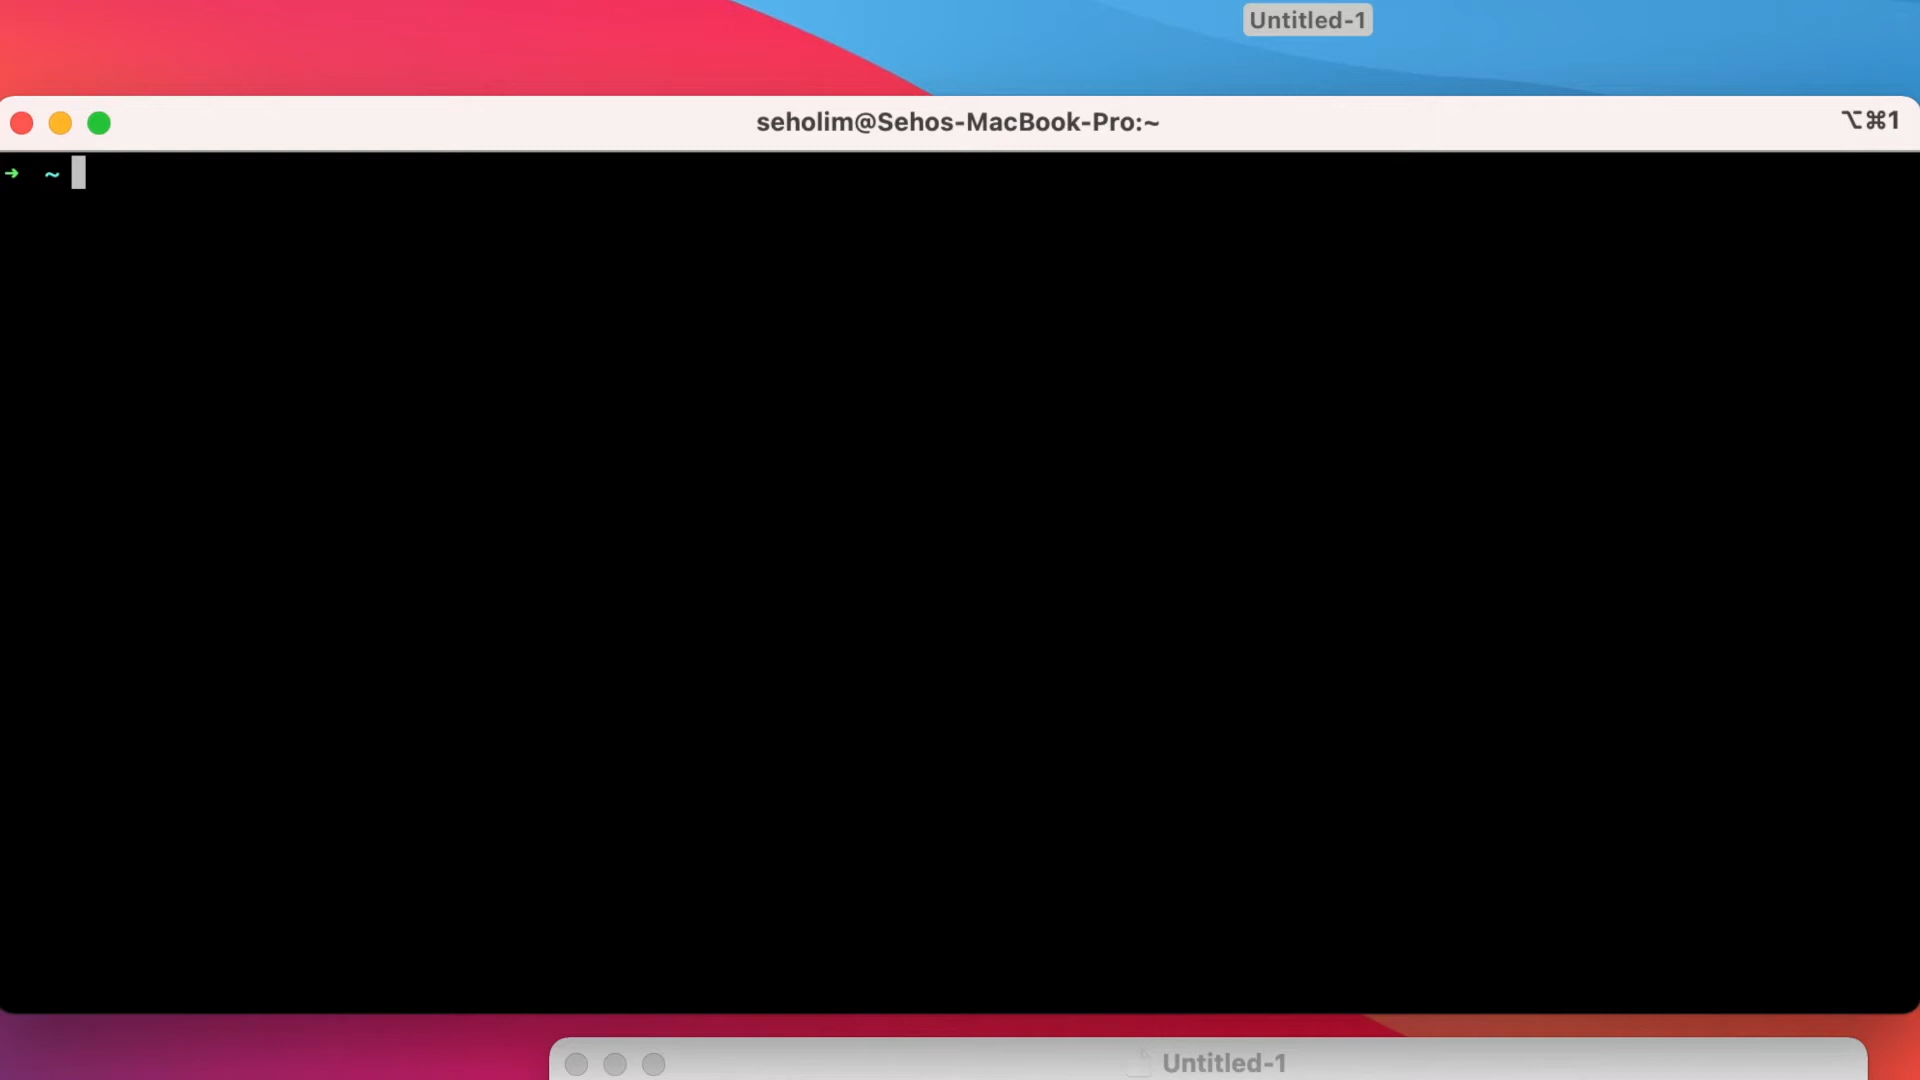 Untitled-1
seholim@Sehos-MacBook-Pro:~
⌥⌘1
➜ ~
Untitled-1